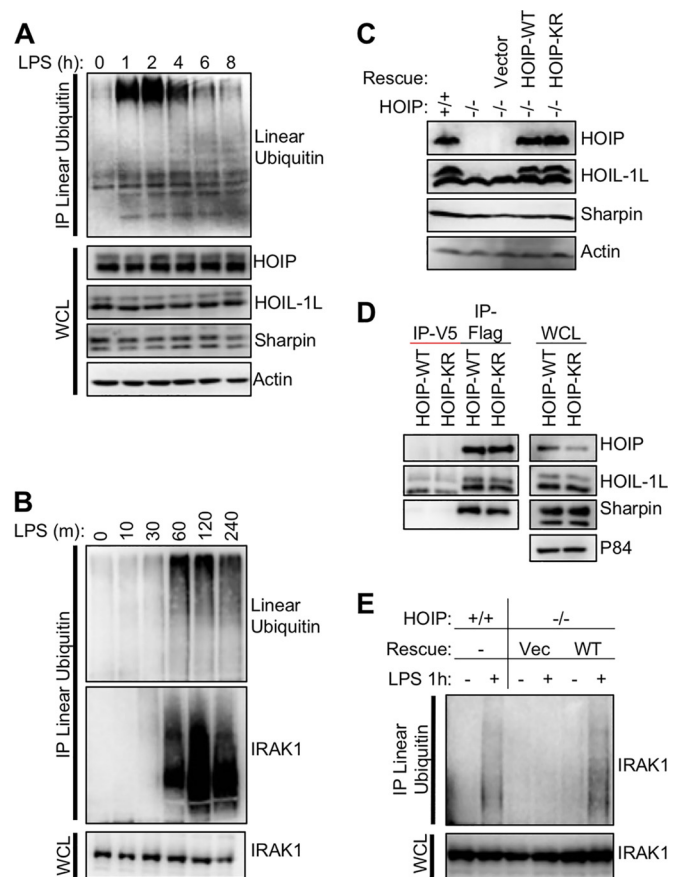 A
LPS (h): 0 1 2 4 6 8
IP Linear Ubiquitin
Linear
Ubiquitin
WCL
HOIP
HOIL-1L
Sharpin
Actin
B
LPS (m): 0 10 30 60 120 240
IP Linear Ubiquitin
Linear
Ubiquitin
IRAK1
WCL
IRAK1
C
Rescue: Vector HOIP-WT HOIP-KR
HOIP: +/+ -/- -/- -/- -/-
HOIP
HOIL-1L
Sharpin
Actin
D
IP-V5 IP-
Flag WCL
HOIP-WT HOIP-KR HOIP-WT HOIP-KR HOIP-WT HOIP-KR
HOIP
HOIL-1L
Sharpin
P84
E
HOIP: +/+ -/-
Rescue: - Vec WT
LPS 1h: - + - + - +
IP Linear
Ubiquitin
IRAK1
WCL
IRAK1